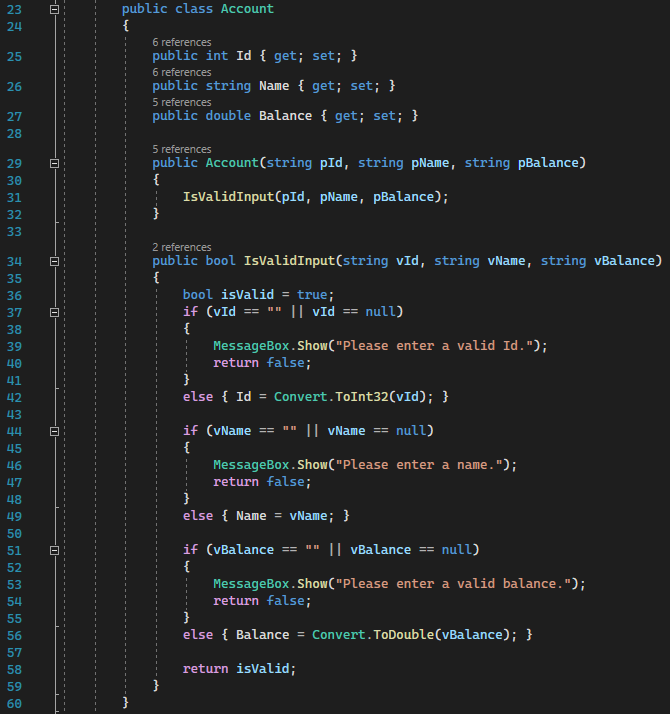 23 public class Account
24 {
6 references
25 public int Id { get; set; }
6 references
26 public string Name { get; set; }
5 references
27 public double Balance { get; set; }
28
5 references
29 public Account(string pId, string pName, string pBalance)
30 {
31 IsValidInput(pId, pName, pBalance);
32 }
33
2 references
34 public bool IsValidInput(string vId, string vName, string vBalance)
35 {
36 bool isValid = true;
37 if (vId == "" || vId == null)
38 {
39 MessageBox.Show("Please enter a valid Id.");
40 return false;
41 }
42 else { Id = Convert.ToInt32(vId); }
43
44 if (vName == "" || vName == null)
45 {
46 MessageBox.Show("Please enter a name.");
47 return false;
48 }
49 else { Name = vName; }
50
51 if (vBalance == "" || vBalance == null)
52 {
53 MessageBox.Show("Please enter a valid balance.");
54 return false;
55 }
56 else { Balance = Convert.ToDouble(vBalance); }
57
58 return isValid;
59 }
60 }